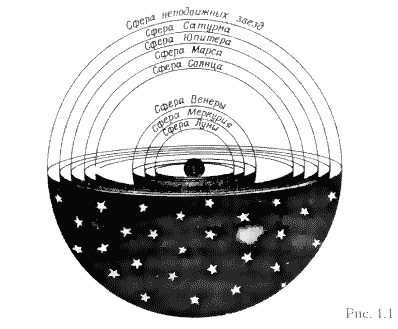 Сфера неподвижных звезд
Сфера Сатурна
Сфера Юпитера
Сфера Марса
Сфера Солнца
Сфера Венеры
Сфера Меркурия
Сфера Луны
Рис. 1.1